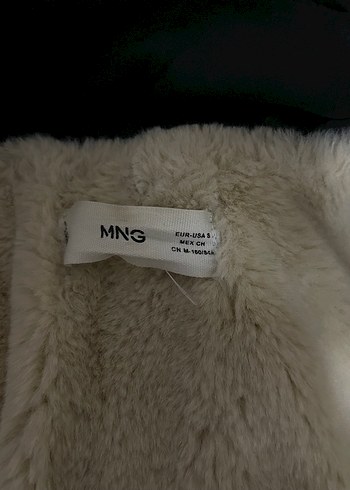 MNG
EUR-USA S
MEX CH
CN M-160/84A